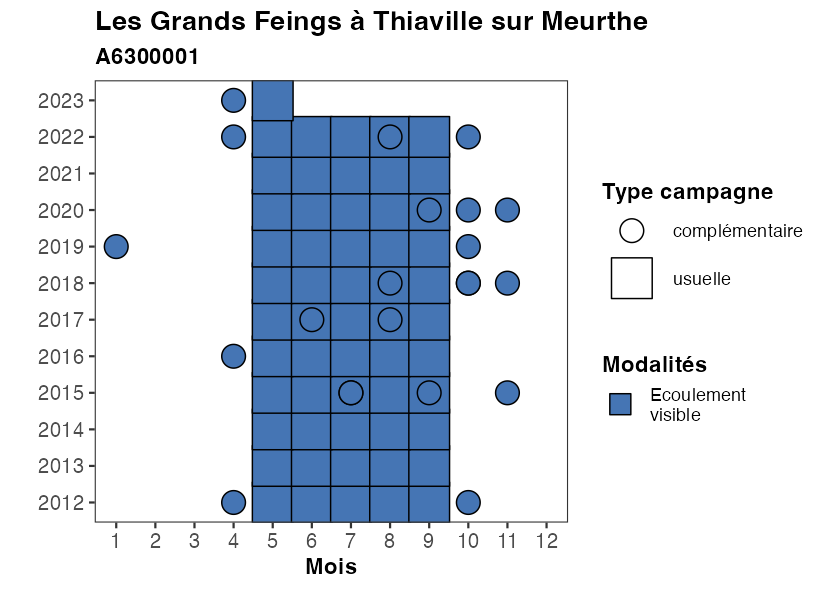 Les Grands Feings à Thiaville sur Meurthe
A6300001
2023
2022
2021
2020
2019
2018
2017
2016
2015
2014
2013
2012
1 2 3 4 5 6 7 8 9 10 11 12
Mois
Type campagne
complémentaire
usuelle
Modalités
Ecoulement
visible